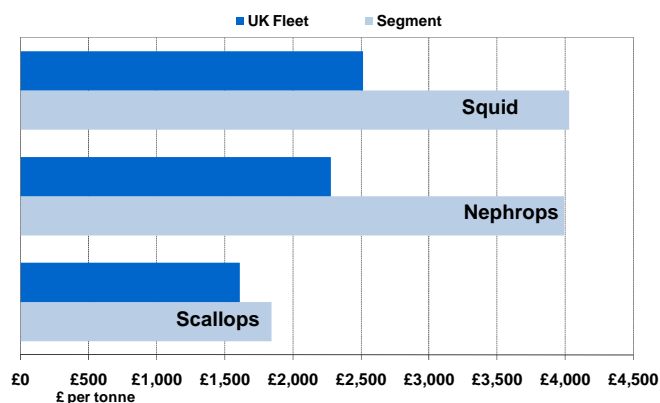 UK Fleet Segment
Squid
Nephrops
Scallops
£0 £500 £1,000 £1,500 £2,000 £2,500 £3,000 £3,500 £4,000 £4,500
£ per tonne